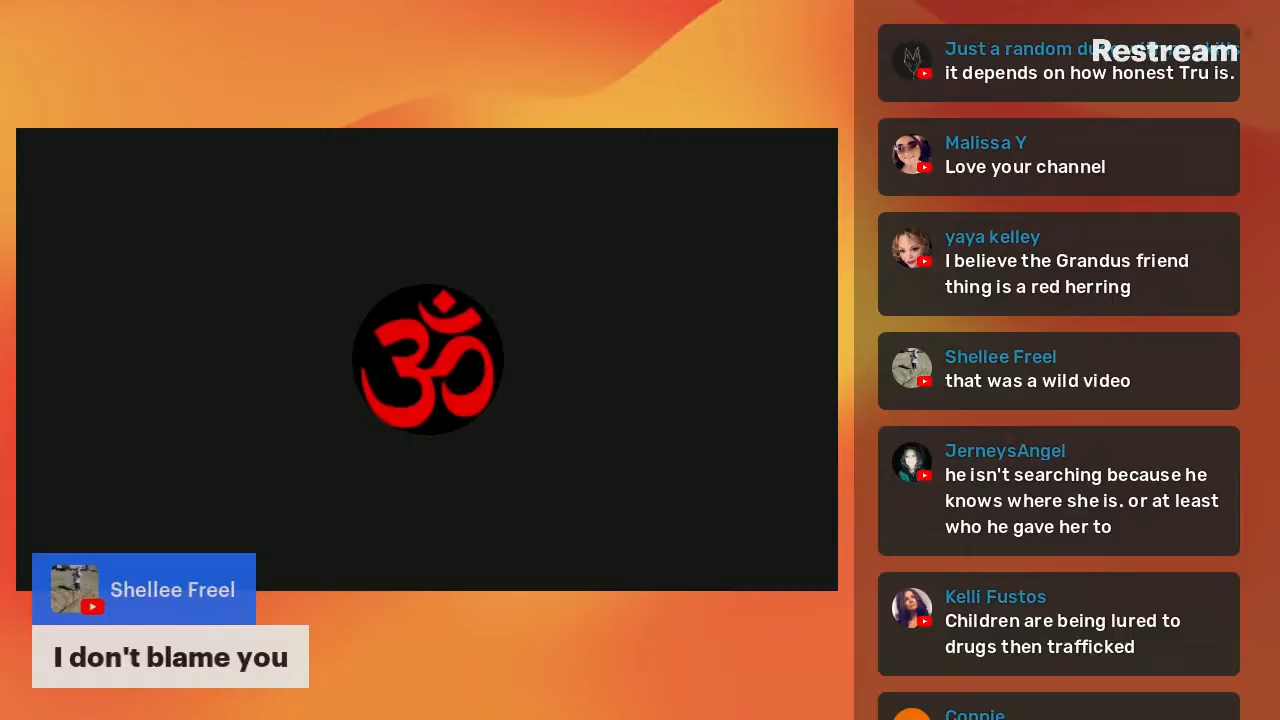 Just a random du
Restream
it depends on how honest Tru is.
Malissa Y
Love your channel
yaya kelley
I believe the Grandus friend
thing is a red herring
Shellee Freel
that was a wild video
JerneysAngel
he isn't searching because he
knows where she is. or at least
who he gave her to
Kelli Fustos
Children are being lured to
drugs then trafficked
Connie
ॐ
Shellee Freel
I don't blame you